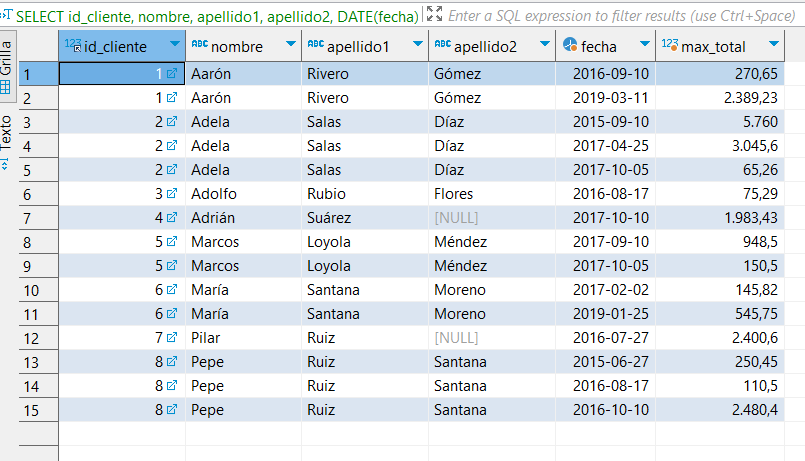 SELECT id_cliente, nombre, apellido1, apellido2, DATE(fecha) Enter a SQL expression to filter results (use Ctrl+Space)
Grilla
Texto
123 id_cliente ABC nombre ABC apellido1 ABC apellido2 fecha 123 max_total
1 1 Aarón Rivero Gómez 2016-09-10 270,65
2 1 Aarón Rivero Gómez 2019-03-11 2.389,23
3 2 Adela Salas Díaz 2015-09-10 5.760
4 2 Adela Salas Díaz 2017-04-25 3.045,6
5 2 Adela Salas Díaz 2017-10-05 65,26
6 3 Adolfo Rubio Flores 2016-08-17 75,29
7 4 Adrián Suárez [NULL] 2017-10-10 1.983,43
8 5 Marcos Loyola Méndez 2017-09-10 948,5
9 5 Marcos Loyola Méndez 2017-10-05 150,5
10 6 María Santana Moreno 2017-02-02 145,82
11 6 María Santana Moreno 2019-01-25 545,75
12 7 Pilar Ruiz [NULL] 2016-07-27 2.400,6
13 8 Pepe Ruiz Santana 2015-06-27 250,45
14 8 Pepe Ruiz Santana 2016-08-17 110,5
15 8 Pepe Ruiz Santana 2016-10-10 2.480,4